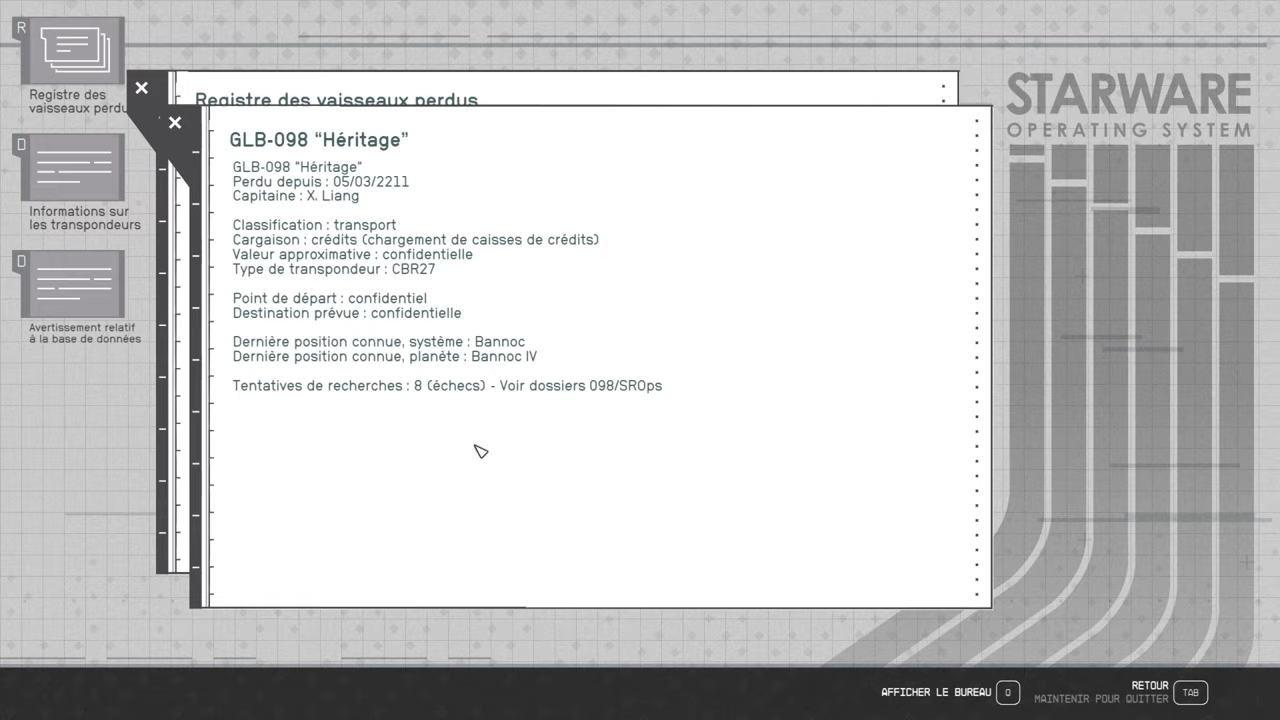 R
Registre des
vaisseaux perdu
D
Informations sur
les transpondeurs
D
Avertissement relatif
à la base de données
Registre des vaisseaux perdus
GLB-098 “Héritage”
GLB-098 "Héritage"
Perdu depuis : 05/03/2211
Capitaine : X. Liang
Classification : transport
Cargaison : crédits (chargement de caisses de crédits)
Valeur approximative : confidentielle
Type de transpondeur : CBR27
Point de départ : confidentiel
Destination prévue : confidentielle
Dernière position connue, système : Bannoc
Dernière position connue, planète : Bannoc IV
Tentatives de recherches : 8 (échecs) - Voir dossiers 098/SROps
STARWARE
OPERATING SYSTEM
AFFICHER LE BUREAU Q
RETOUR
MAINTENIR POUR QUITTER TAB